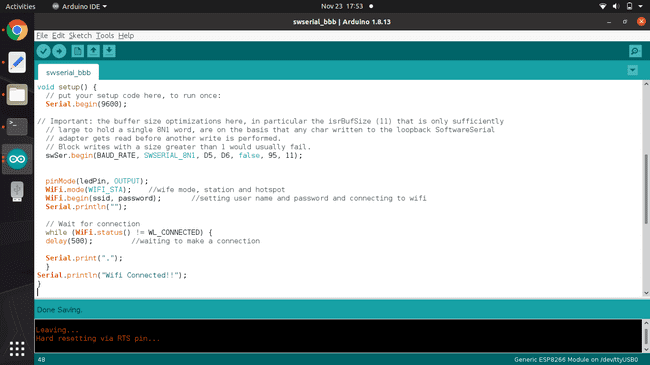 Activities Arduino IDE Nov 23 17:53
swserial_bbb | Arduino 1.8.13
File Edit Sketch Tools Help
swserial_bbb
void setup() {
// put your setup code here, to run once:
Serial.begin(9600);
// Important: the buffer size optimizations here, in particular the isrBufSize (11) that is only sufficiently
// large to hold a single 8N1 word, are on the basis that any char written to the loopback SoftwareSerial
// adapter gets read before another write is performed.
// Block writes with a size greater than 1 would usually fail.
swSer.begin(BAUD_RATE, SWSERIAL_8N1, D5, D6, false, 95, 11);
pinMode(ledPin, OUTPUT);
WiFi.mode(WIFI_STA); //wife mode, station and hotspot
WiFi.begin(ssid, password); //setting user name and password and connecting to wifi
Serial.println("");
// Wait for connection
while (WiFi.status() != WL_CONNECTED) {
delay(500); //waiting to make a connection
Serial.print(".");
}
Serial.println("Wifi Connected!!");
}
Done Saving.
Leaving...
Hard resetting via RTS pin...
48 Generic ESP8266 Module on /dev/ttyUSB0